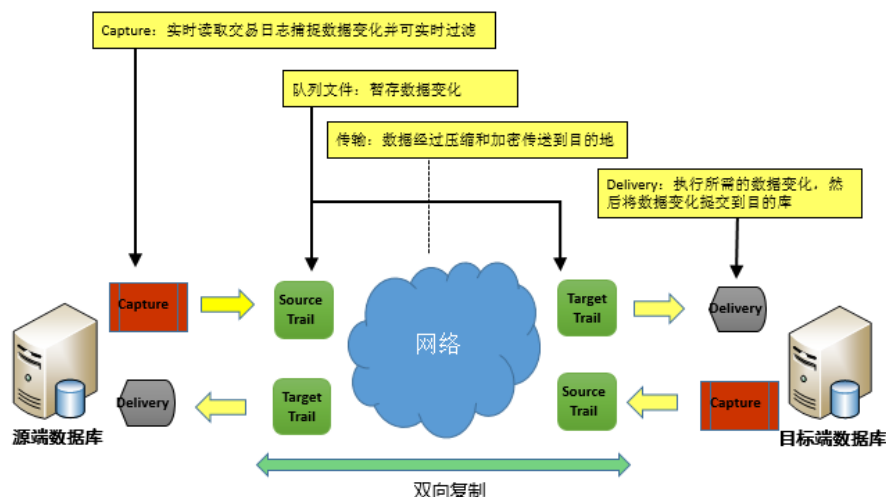 Capture：实时读取交易日志捕捉数据变化并可实时过滤
队列文件：暂存数据变化
传输：数据经过压缩和加密传送到目的地
Delivery：执行所需的数据变化，然
后将数据变化提交到目的库
Capture
Source
Trail
网络
Target
Trail
Delivery
Delivery
Target
Trail
Source
Trail
Capture
源端数据库
目标端数据库
双向复制